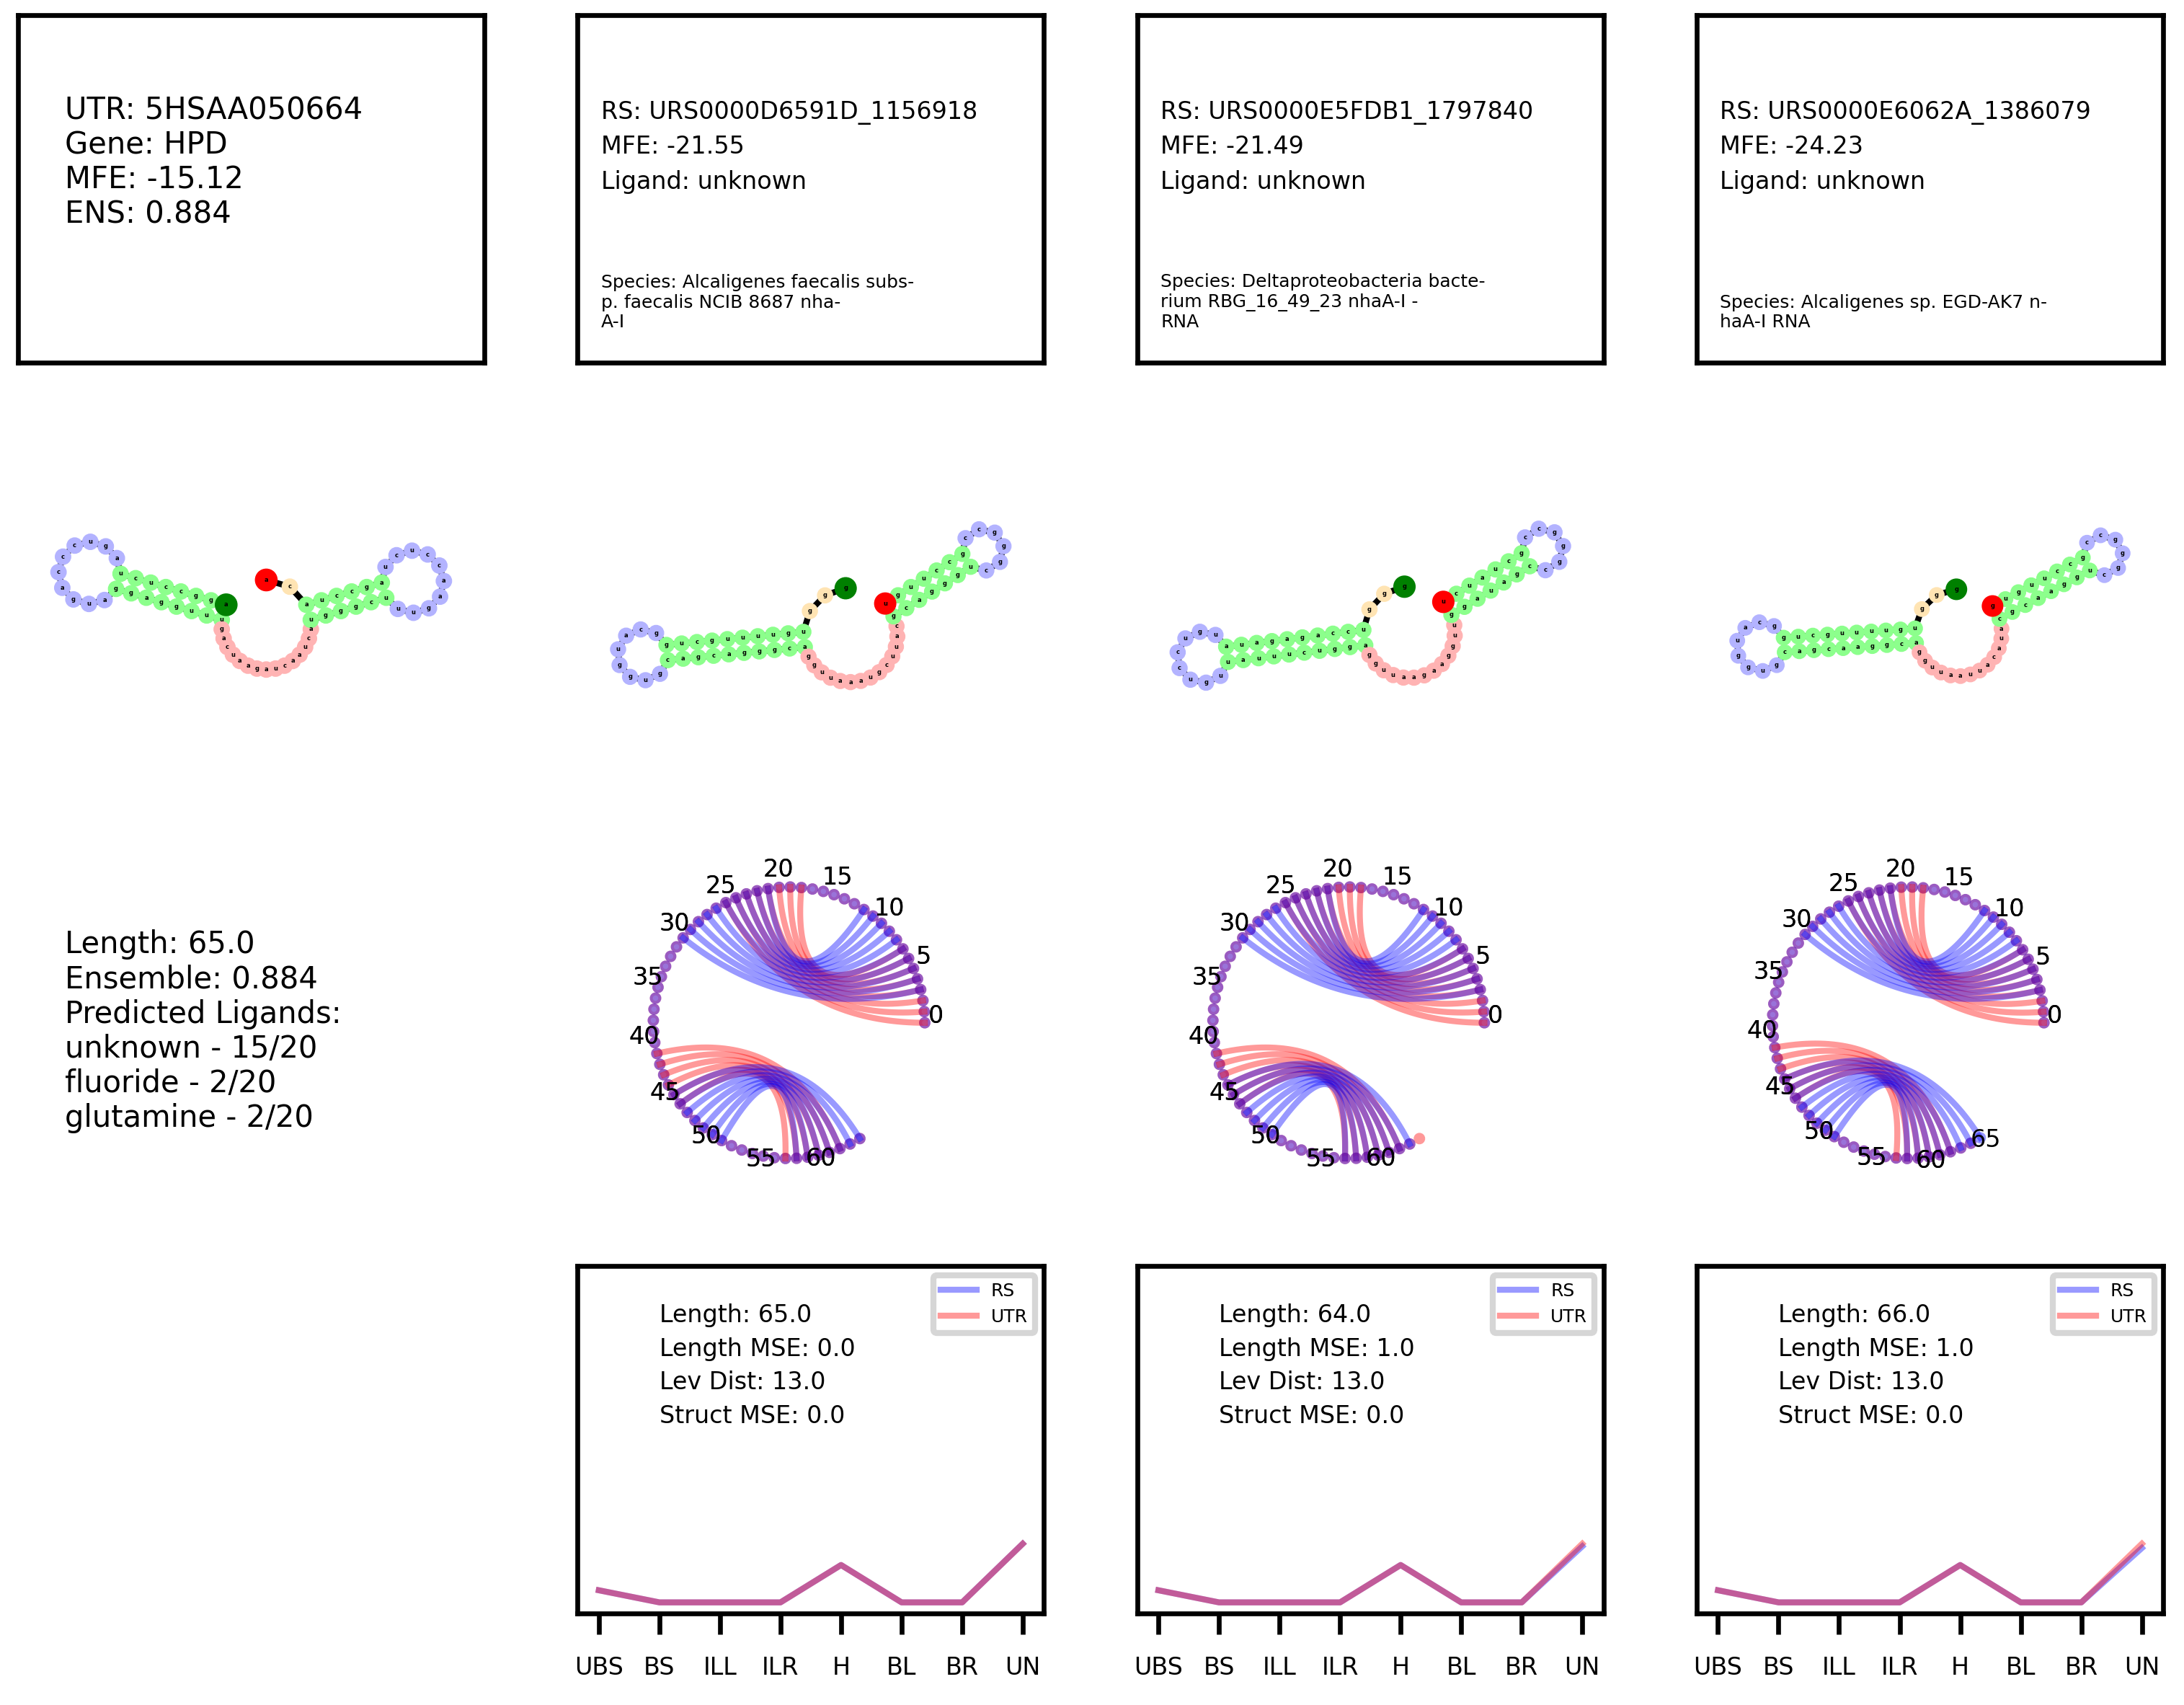 UTR: 5HSAA050664
Gene: HPD
MFE: -15.12
ENS: 0.884
RS: URS0000D6591D_1156918
MFE: -21.55
Ligand: unknown
Species: Alcaligenes faecalis subs-
p. faecalis NCIB 8687 nha-
A-I
RS: URS0000E5FDB1_1797840
MFE: -21.49
Ligand: unknown
Species: Deltaproteobacteria bacte-
rium RBG_16_49_23 nhaA-I -
RNA
RS: URS0000E6062A_1386079
MFE: -24.23
Ligand: unknown
Species: Alcaligenes sp. EGD-AK7 n-
haA-I RNA
Length: 65.0
Ensemble: 0.884
Predicted Ligands:
unknown - 15/20
fluoride - 2/20
glutamine - 2/20
0
5
10
15
20
25
30
35
40
45
50
55
60
0
5
10
15
20
25
30
35
40
45
50
55
60
0
5
10
15
20
25
30
35
40
45
50
55
60
65
RS
UTR
Length: 65.0
Length MSE: 0.0
Lev Dist: 13.0
Struct MSE: 0.0
UBS BS ILL ILR H BL BR UN
RS
UTR
Length: 64.0
Length MSE: 1.0
Lev Dist: 13.0
Struct MSE: 0.0
UBS BS ILL ILR H BL BR UN
RS
UTR
Length: 66.0
Length MSE: 1.0
Lev Dist: 13.0
Struct MSE: 0.0
UBS BS ILL ILR H BL BR UN